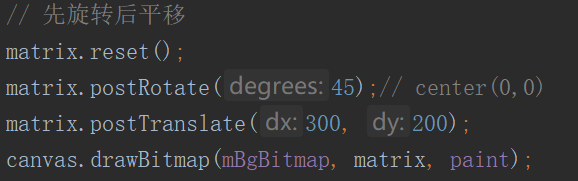 // 先旋转后平移
matrix.reset();
matrix.postRotate( degrees: 45);// center(0,0)
matrix.postTranslate( dx: 300, dy: 200);
canvas.drawBitmap(mBgBitmap, matrix, paint);